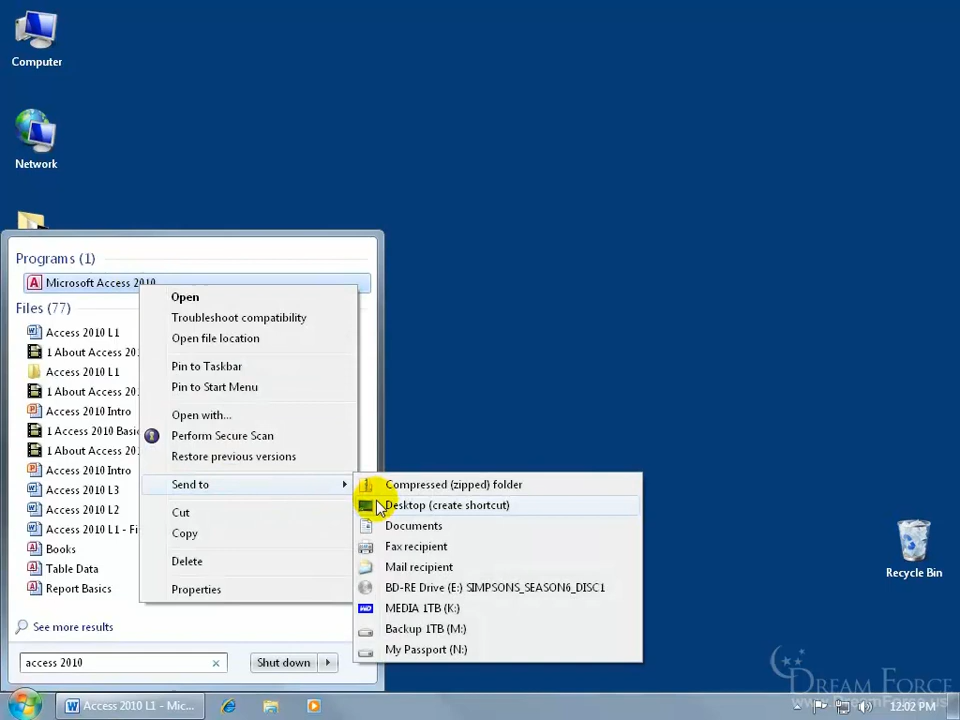 Computer
Network
Programs (1)
Microsoft Access 2010
Files (77)
Access 2010 L1
1 About Access 20
Access 2010 L1
1 About Access 20
Access 2010 Intro
1 Access 2010 Basi
1 About Access 20
Access 2010 Intro
Access 2010 L3
Access 2010 L2
Access 2010 L1 - Fi
Books
Table Data
Report Basics
See more results
access 2010
Shut down
Open
Troubleshoot compatibility
Open file location
Pin to Taskbar
Pin to Start Menu
Open with...
Perform Secure Scan
Restore previous versions
Send to
Cut
Copy
Delete
Properties
Compressed (zipped) folder
Desktop (create shortcut)
Documents
Fax recipient
Mail recipient
BD-RE Drive (E:) SIMPSONS_SEASON6_DISC1
MEDIA 1TB (K:)
Backup 1TB (M:)
My Passport (N:)
Recycle Bin
DREAM FORCE
www.DreamForce.us
Access 2010 L1 - Mic...
12:02 PM